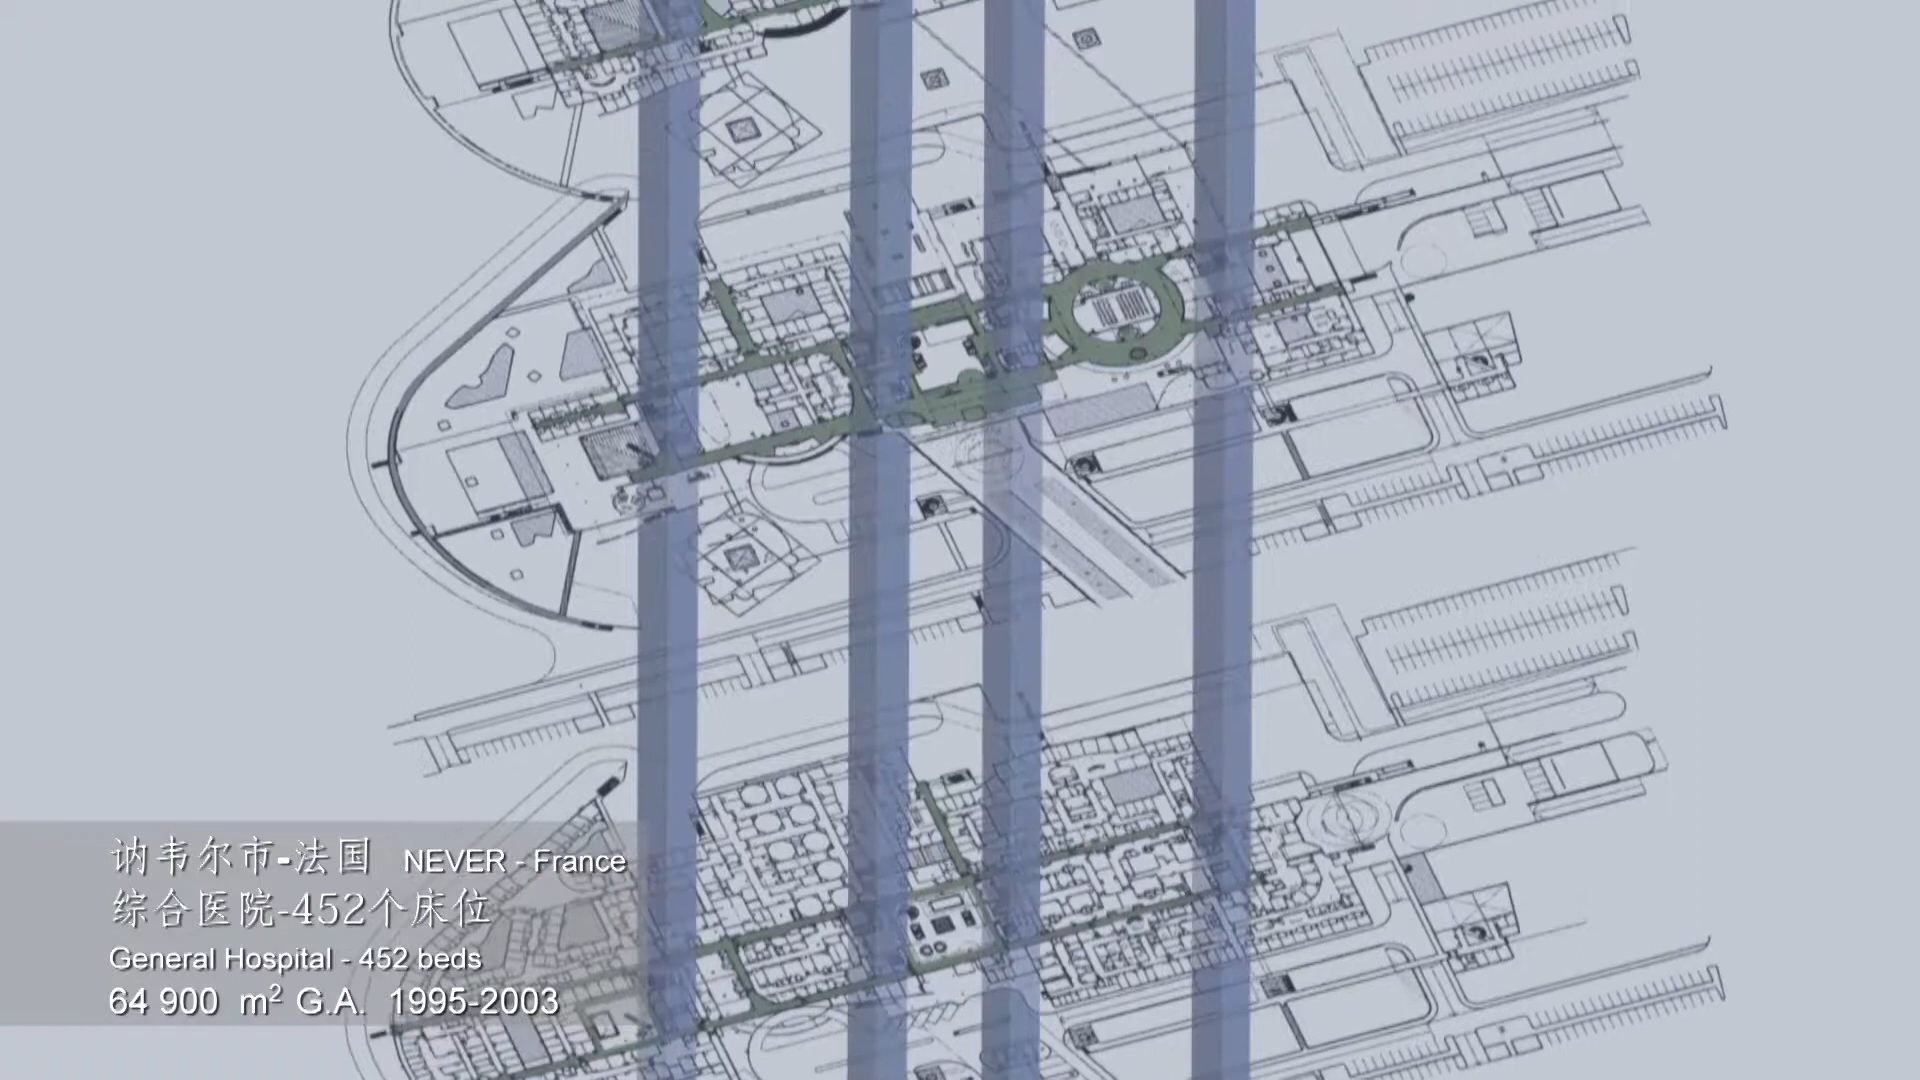 讷韦尔市-法国 NEVER - France
综合医院-452个床位
General Hospital - 452 beds
64 900 m² G.A. 1995-2003